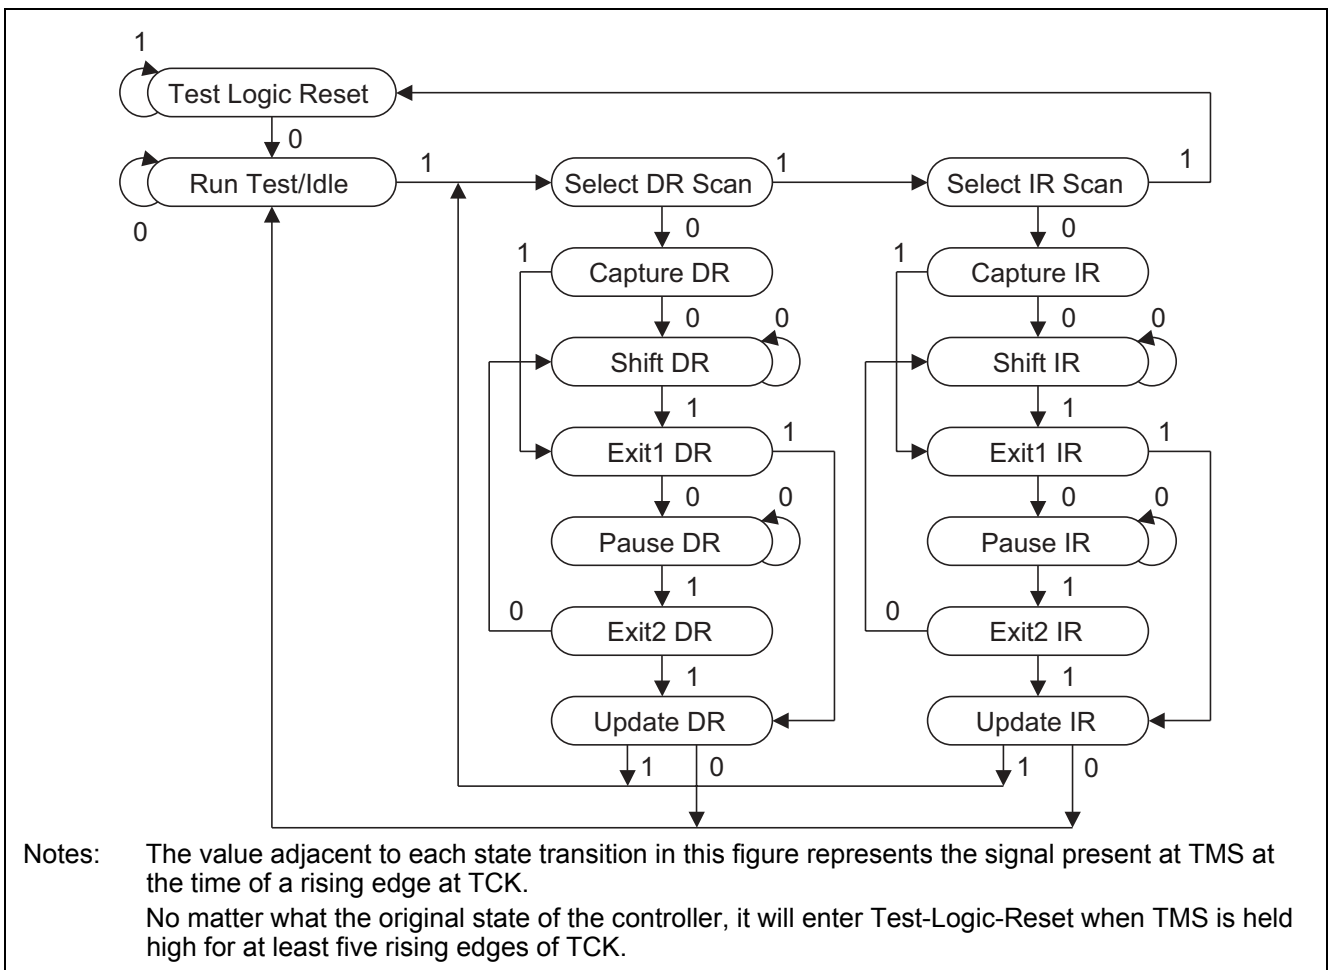 1
Test Logic Reset
0
Run Test/Idle
1
Select DR Scan
1
Select IR Scan
1
0
0
0
1
Capture DR
1
Capture IR
0
0
0
0
Shift DR
Shift IR
1
1
Exit1 DR
1
Exit1 IR
1
0
0
0
0
Pause DR
Pause IR
1
1
0
Exit2 DR
0
Exit2 IR
1
1
Update DR
Update IR
1
0
1
0
Notes: The value adjacent to each state transition in this figure represents the signal present at TMS at
the time of a rising edge at TCK.
No matter what the original state of the controller, it will enter Test-Logic-Reset when TMS is held
high for at least five rising edges of TCK.